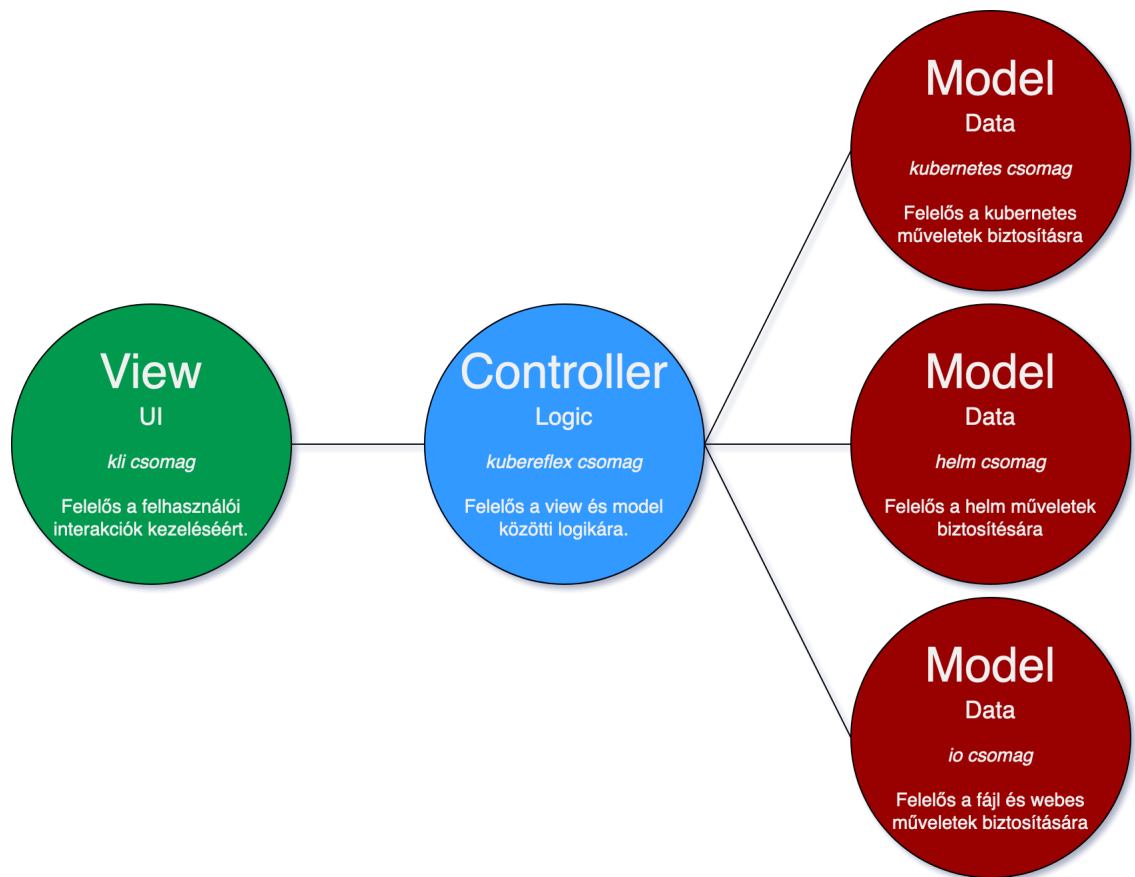 View
UI
kli csomag
Felelős a felhasználói
interakciók kezeléséért.
Controller
Logic
kubereflex csomag
Felelős a view és model
közötti logikára.
Model
Data
kubernetes csomag
Felelős a kubernetes
műveletek biztosításra
Model
Data
helm csomag
Felelős a helm műveletek
biztosítésára
Model
Data
io csomag
Felelős a fájl és webes
műveletek biztosítására